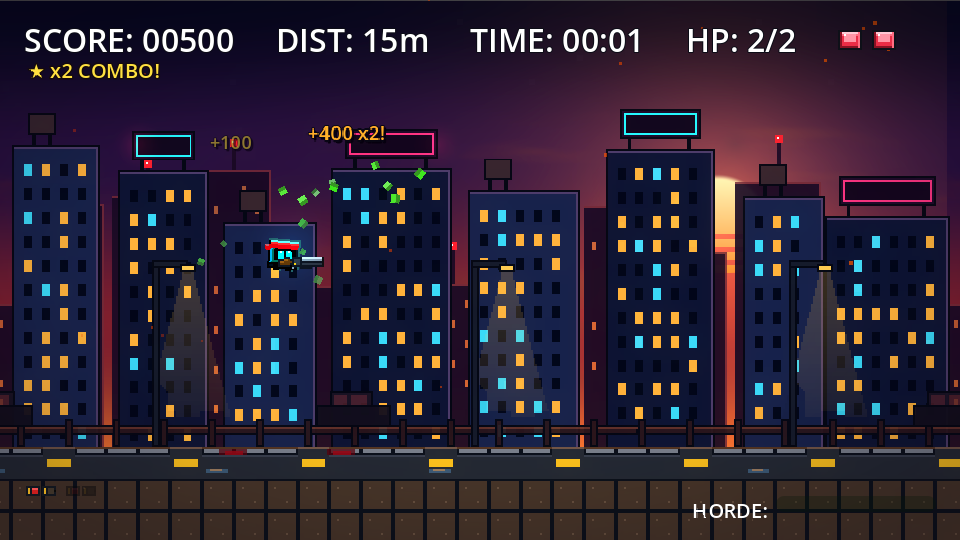 SCORE: 00500 DIST: 15m TIME: 00:01 HP: 2/2
★ x2 COMBO!
+400 x2!
+100
HORDE: